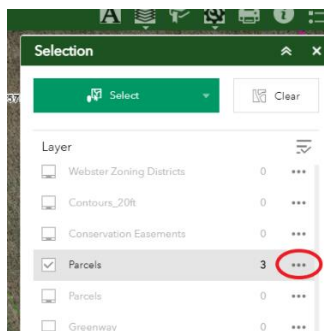 A
Selection
Select
Clear
Layer
Webster Zoning Districts 0
Contours_20ft 0
Conservation Easements 0
Parcels 3
Parcels 0
Greenway 0